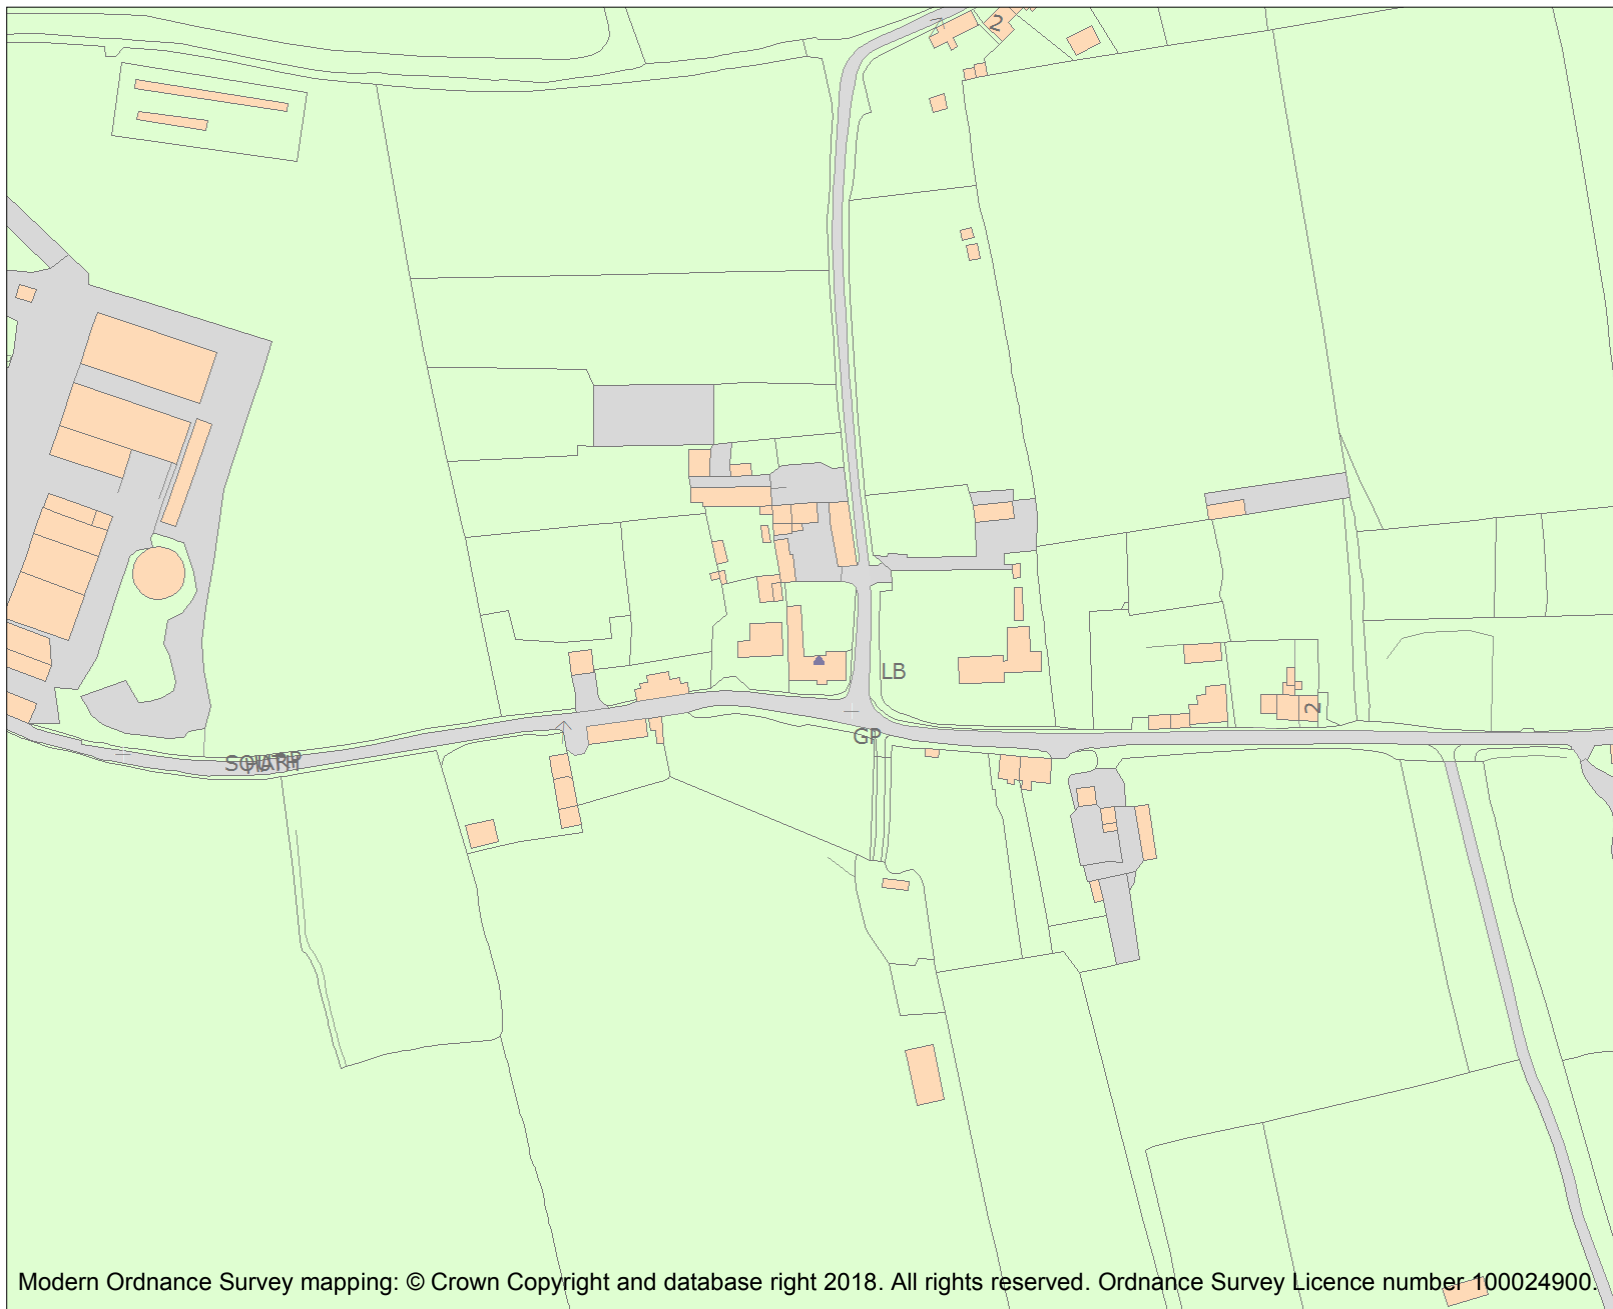 2
LB
2
GP
Modern Ordnance Survey mapping: © Crown Copyright and database right 2018. All rights reserved. Ordnance Survey Licence number 100024900.